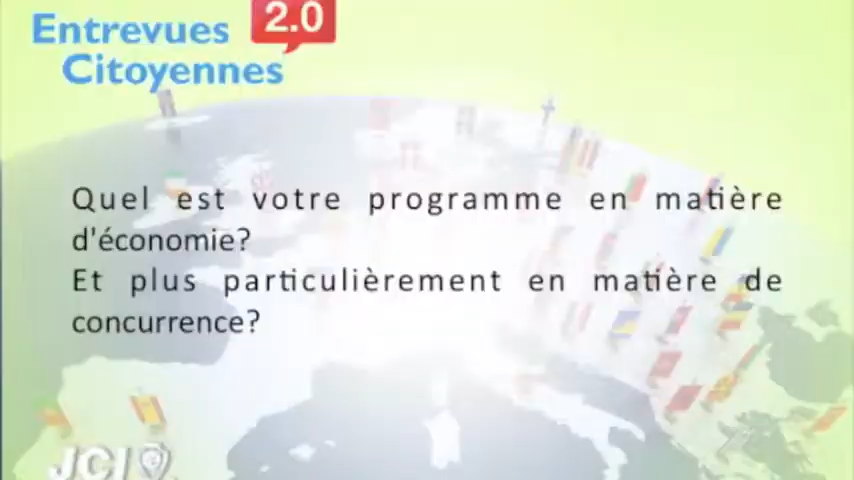 Entrevues 2.0
Citoyennes
Quel est votre programme en matière
d'économie?
Et plus particulièrement en matière de
concurrence?
JCI